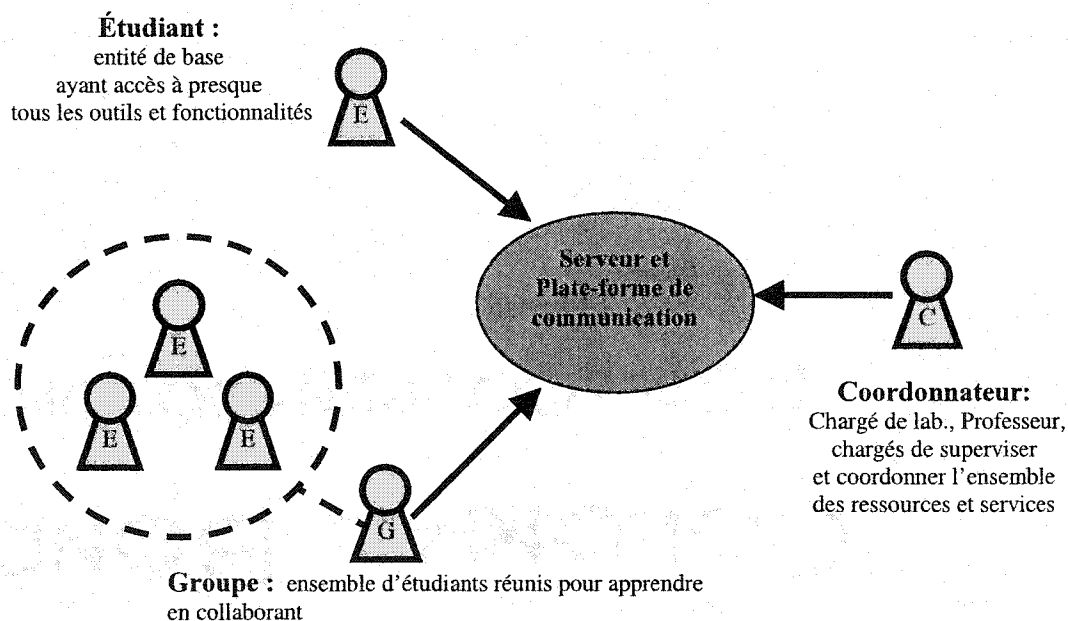 Étudiant :
entité de base
ayant accès à presque
tous les outils et fonctionnalités
E
Serveur et
Plate-forme de
communication
C
E
E
E
Coordonnateur:
Chargé de lab., Professeur,
chargés de superviser
et coordonner l'ensemble
des ressources et services
G
Groupe : ensemble d'étudiants réunis pour apprendre
en collaborant